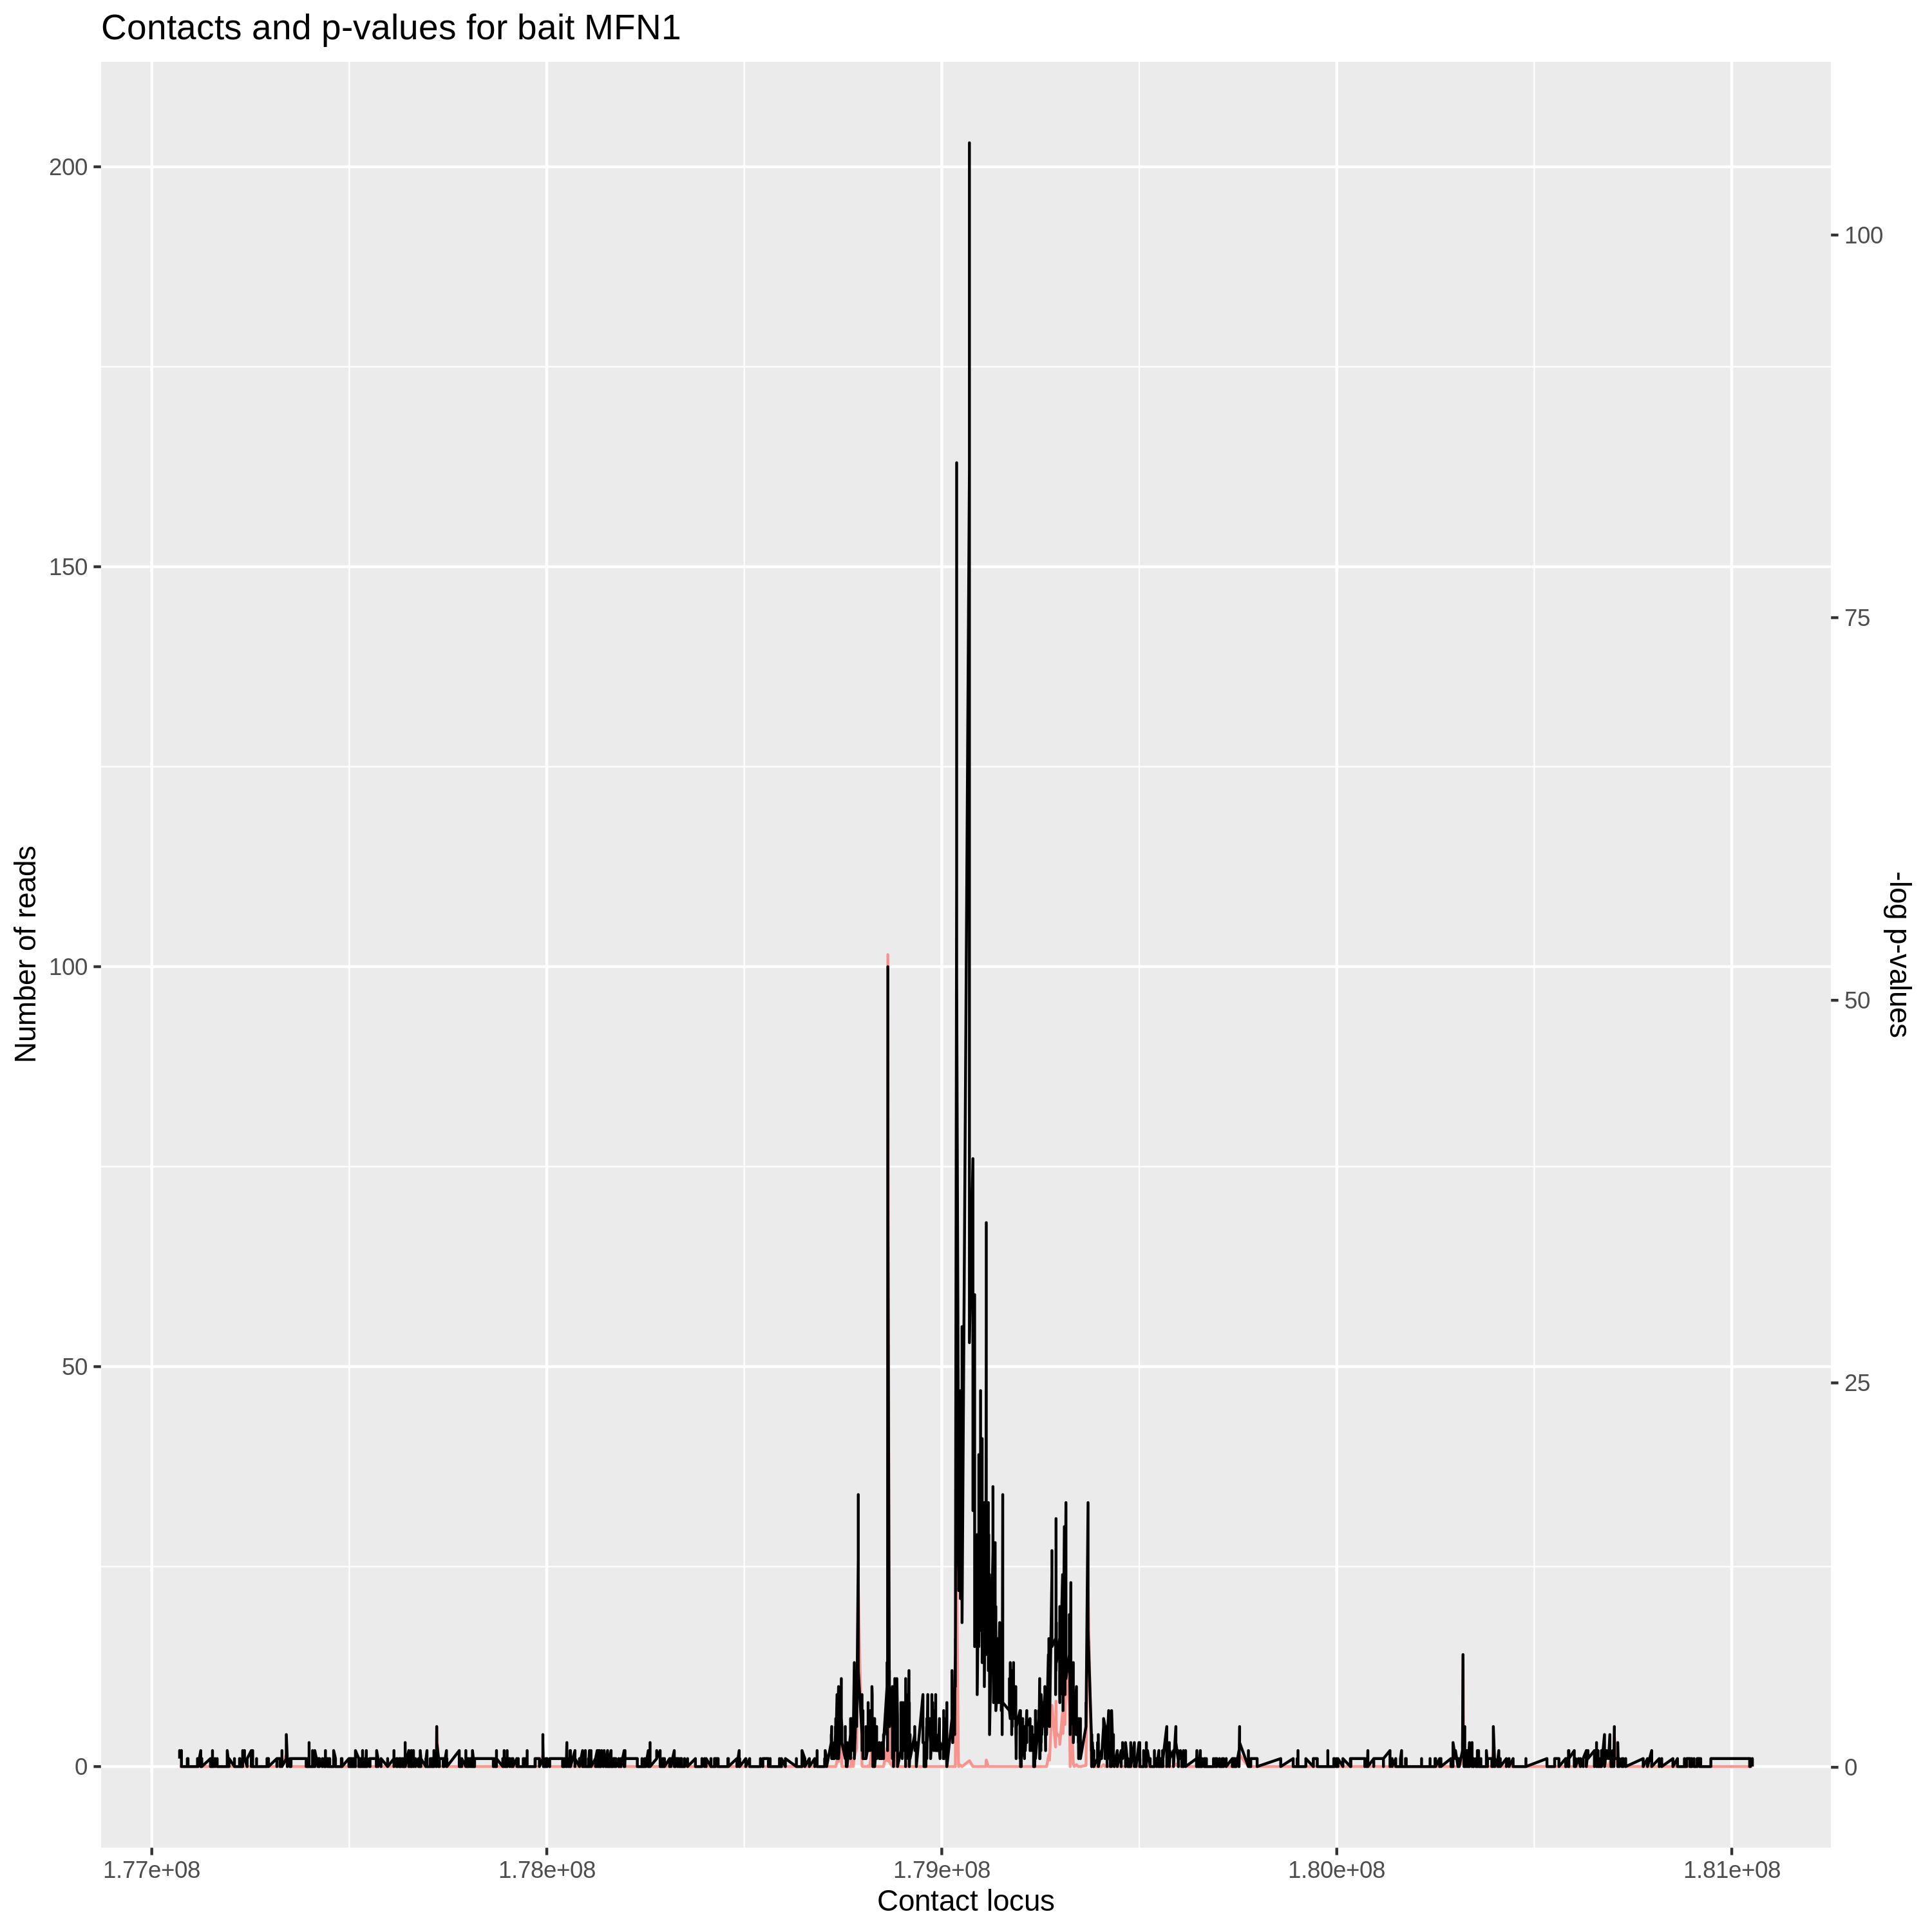 Contacts and p-values for bait MFN1
200
150
100
50
0
Number of reads
100
75
50
25
0
-log p-values
1.77e+08 1.78e+08 1.79e+08 1.80e+08 1.81e+08
Contact locus